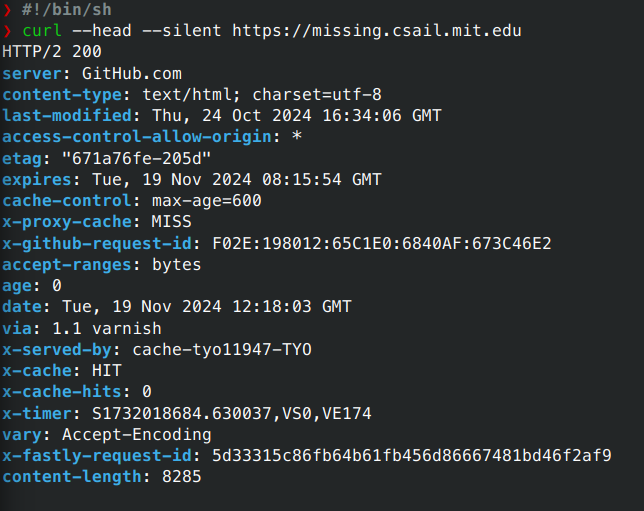 ❯ #!/bin/sh
❯ curl --head --silent https://missing.csail.mit.edu
HTTP/2 200
server: GitHub.com
content-type: text/html; charset=utf-8
last-modified: Thu, 24 Oct 2024 16:34:06 GMT
access-control-allow-origin: *
etag: "671a76fe-205d"
expires: Tue, 19 Nov 2024 08:15:54 GMT
cache-control: max-age=600
x-proxy-cache: MISS
x-github-request-id: F02E:198012:65C1E0:6840AF:673C46E2
accept-ranges: bytes
age: 0
date: Tue, 19 Nov 2024 12:18:03 GMT
via: 1.1 varnish
x-served-by: cache-tyo11947-TYO
x-cache: HIT
x-cache-hits: 0
x-timer: S1732018684.630037,VS0,VE174
vary: Accept-Encoding
x-fastly-request-id: 5d33315c86fb64b61fb456d86667481bd46f2af9
content-length: 8285